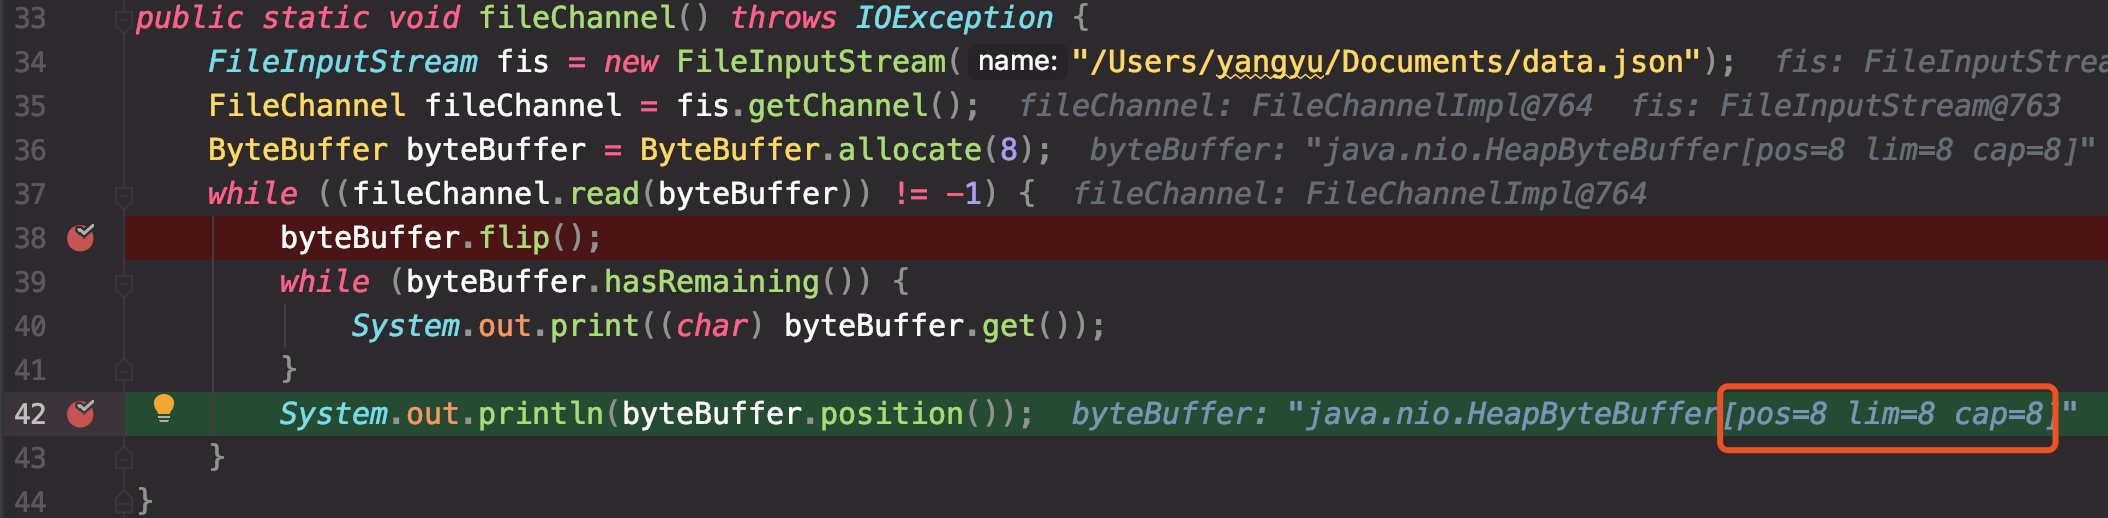 33 public static void fileChannel() throws IOException {
34 FileInputStream fis = new FileInputStream( name: "/Users/yangyu/Documents/data.json"); fis: FileInputStrea
35 FileChannel fileChannel = fis.getChannel(); fileChannel: FileChannelImpl@764 fis: FileInputStream@763
36 ByteBuffer byteBuffer = ByteBuffer.allocate(8); byteBuffer: "java.nio.HeapByteBuffer[pos=8 lim=8 cap=8]"
37 while ((fileChannel.read(byteBuffer)) != -1) { fileChannel: FileChannelImpl@764
38 byteBuffer.flip();
39 while (byteBuffer.hasRemaining()) {
40 System.out.print((char) byteBuffer.get());
41 }
42 System.out.println(byteBuffer.position()); byteBuffer: "java.nio.HeapByteBuffer[pos=8 lim=8 cap=8]"
43 }
44 }